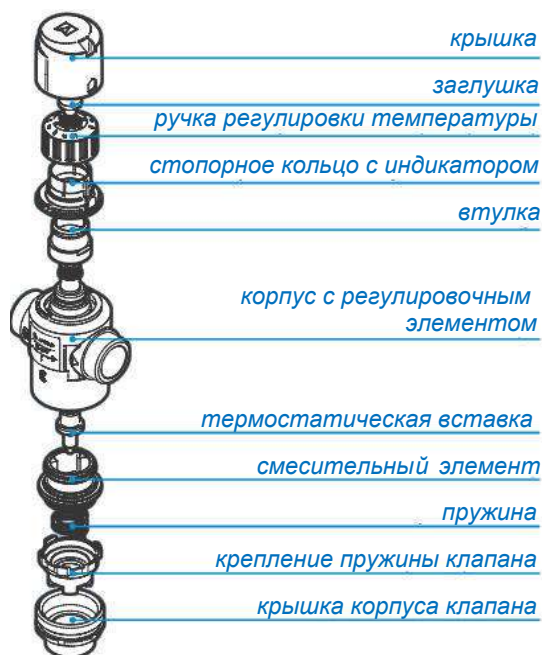 крышка
заглушка
ручка регулировки температуры
стопорное кольцо с индикатором
втулка
корпус с регулировочным
элементом
термостатическая вставка
смесительный элемент
пружина
крепление пружины клапана
крышка корпуса клапана